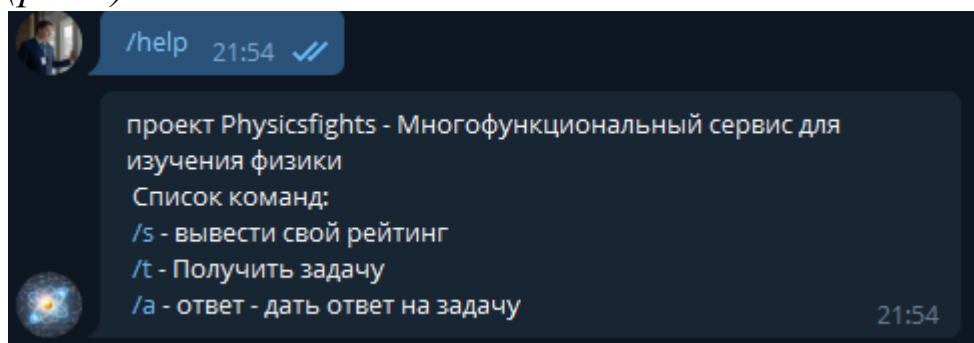 /help 21:54
проект Physicsfights - Многофункциональный сервис для
изучения физики
Список команд:
/s - вывести свой рейтинг
/t - Получить задачу
/a - ответ - дать ответ на задачу
21:54